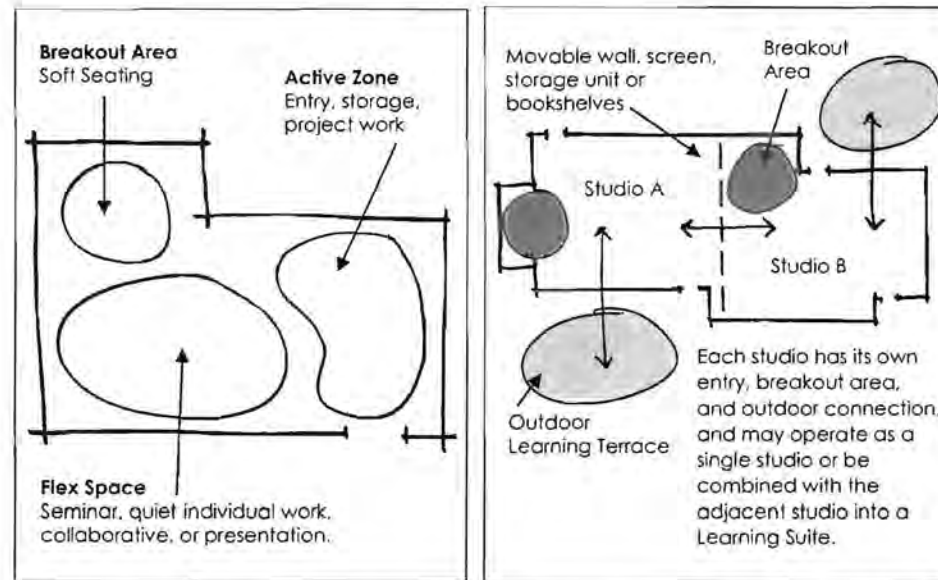 Breakout Area
Soft Seating
Active Zone
Entry, storage,
project work
Flex Space
Seminar, quiet individual work,
collaborative, or presentation.
Movable wall, screen,
storage unit or
bookshelves
Breakout
Area
Studio A
Studio B
Outdoor
Learning Terrace
Each studio has its own
entry, breakout area,
and outdoor connection,
and may operate as a
single studio or be
combined with the
adjacent studio into a
Learning Suite.